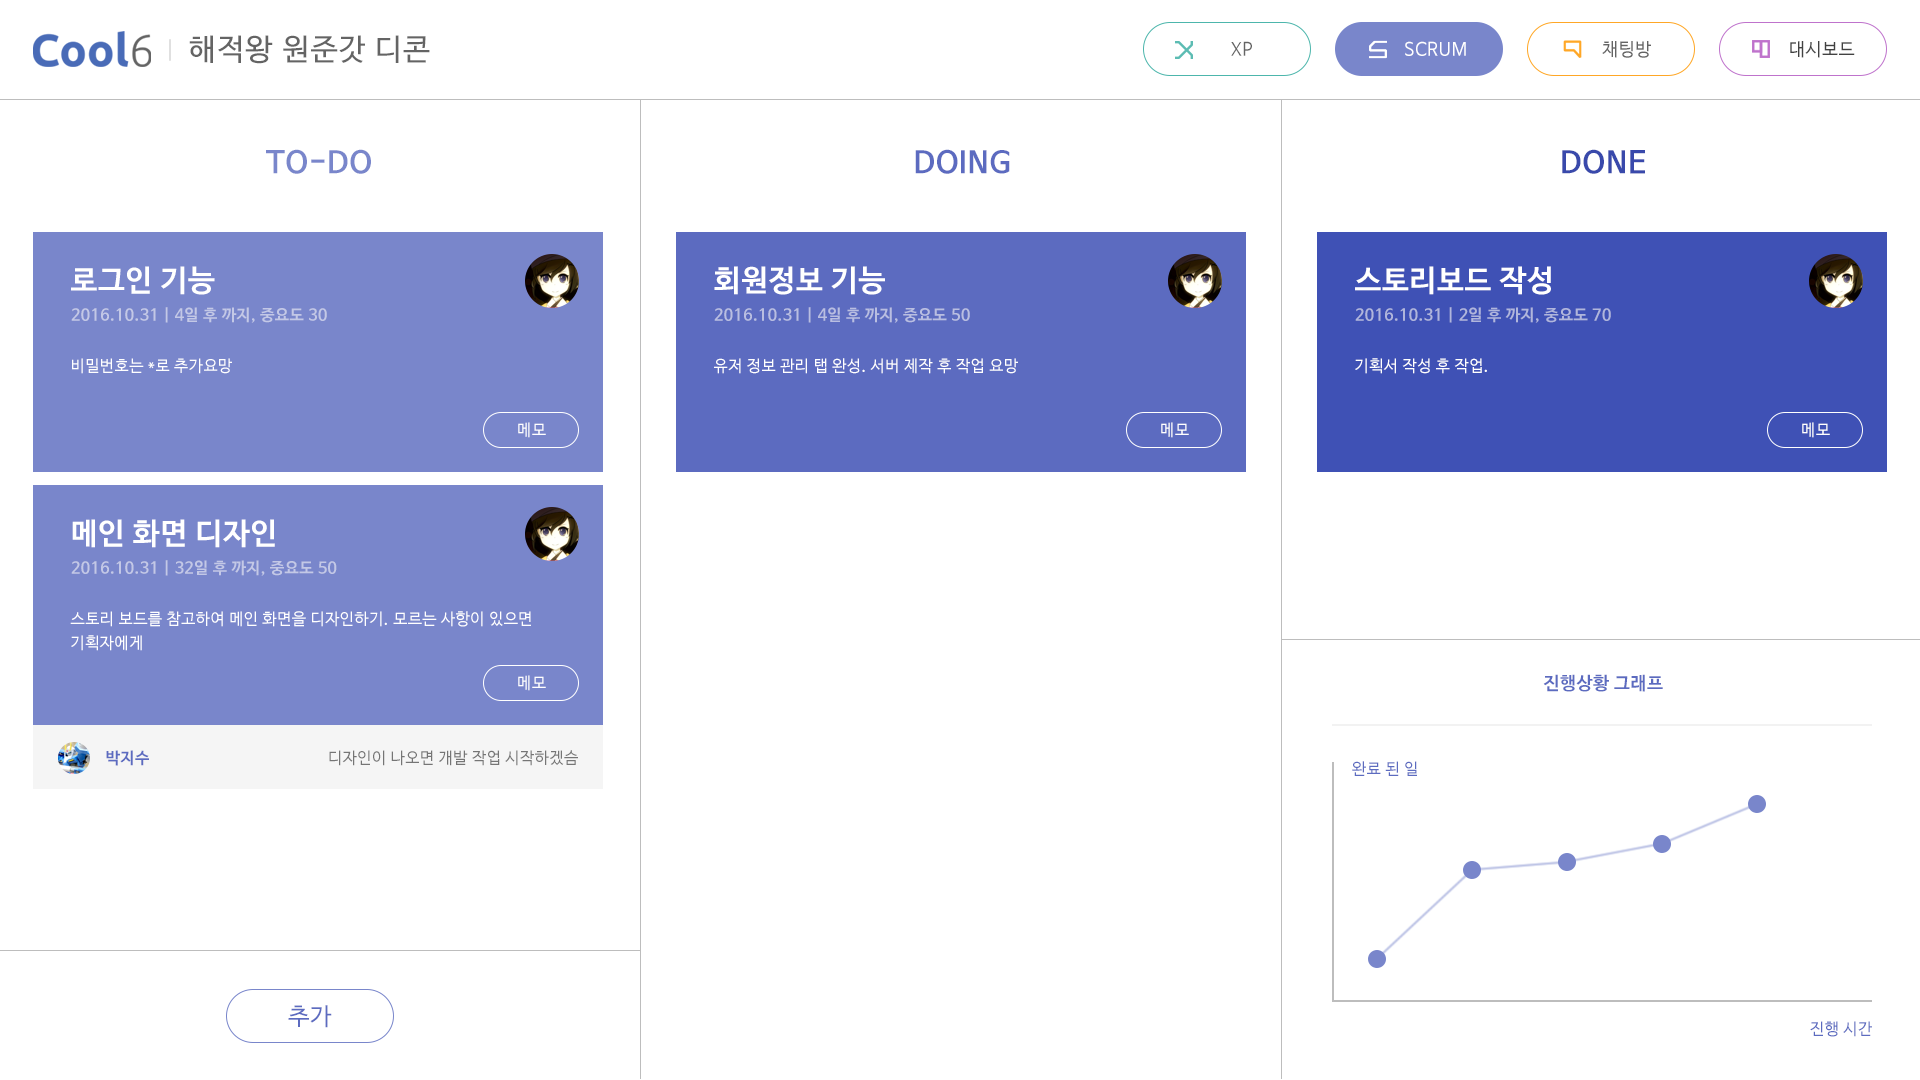 Cool6 | 해적왕 원준갓 디콘
XP
SCRUM
채팅방
대시보드
TO-DO
로그인 기능
2016.10.31 | 4일 후 까지, 중요도 30
비밀번호는 *로 추가요망
메모
메인 화면 디자인
2016.10.31 | 32일 후 까지, 중요도 50
스토리 보드를 참고하여 메인 화면을 디자인하기. 모르는 사항이 있으면
기획자에게
메모
박지수
디자인이 나오면 개발 작업 시작하겠슴
추가
DOING
회원정보 기능
2016.10.31 | 4일 후 까지, 중요도 50
유저 정보 관리 탭 완성. 서버 제작 후 작업 요망
메모
DONE
스토리보드 작성
2016.10.31 | 2일 후 까지, 중요도 70
기획서 작성 후 작업.
메모
진행상황 그래프
완료 된 일
진행 시간